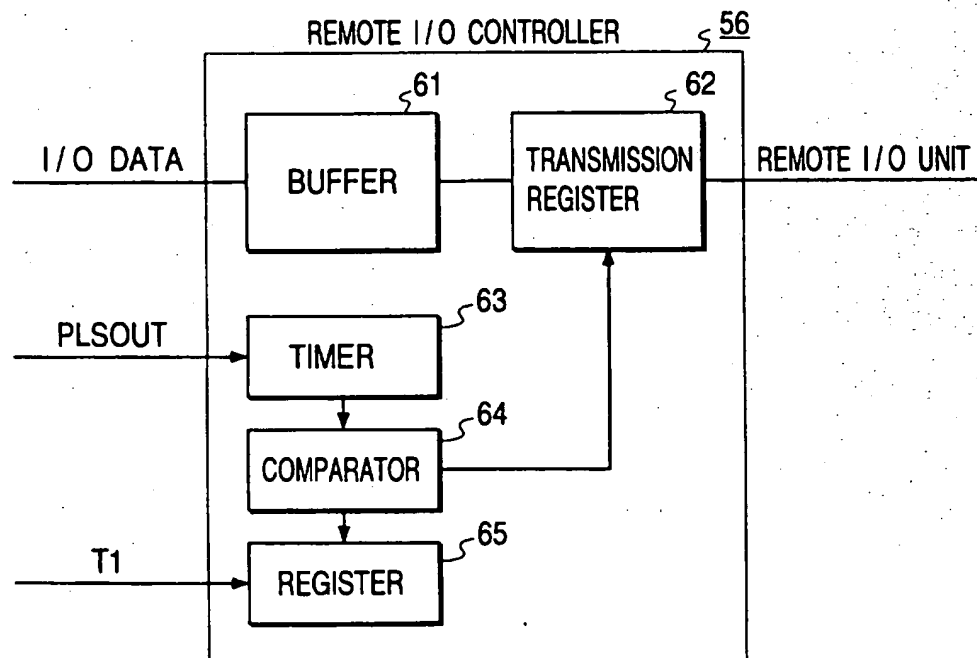 REMOTE I/O CONTROLLER 56
61
62
I/O DATA
BUFFER
TRANSMISSION
REGISTER
REMOTE I/O UNIT
63
PLSOUT
TIMER
64
COMPARATOR
65
T1
REGISTER